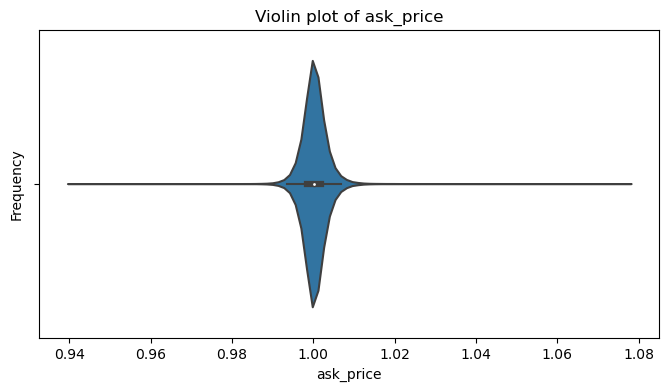 Violin plot of ask_price
Frequency
0.94 0.96 0.98 1.00 1.02 1.04 1.06 1.08
ask_price